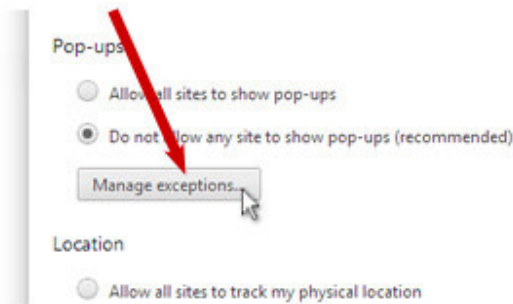 Pop-ups
Allow all sites to show pop-ups
Do not allow any site to show pop-ups (recommended)
Manage exceptions...
Location
Allow all sites to track my physical location